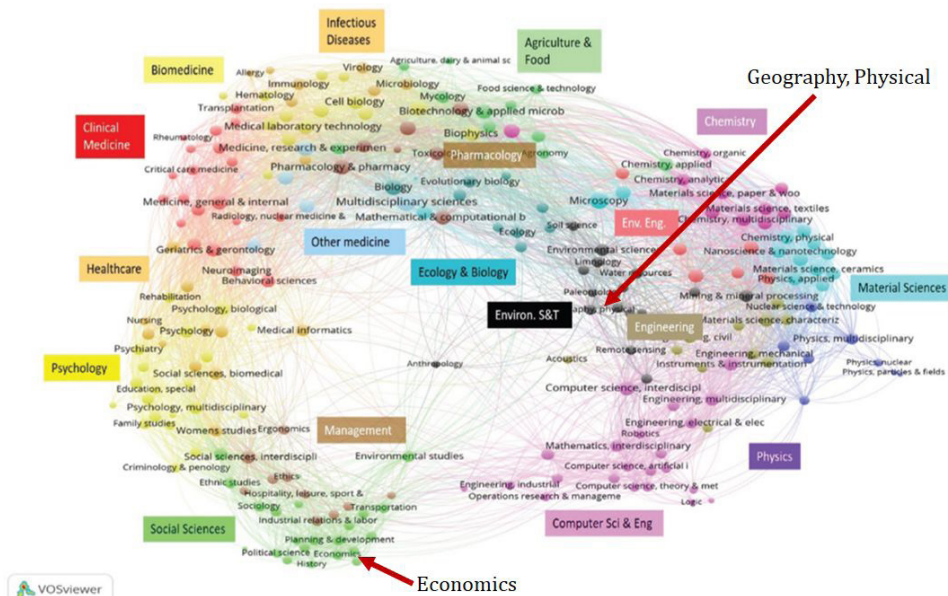 Infectious
Diseases
Agriculture &
Food
Biomedicine
Agriculture, dairy & animal sc
Virology
Allergy
Immunology
Microbiology
Geography, Physical
Hematology
Cell biology
Mycology
Food science & technology
Transplantation
Biotechnology & applied microb
Clinical
Medicine
Medical laboratory technology
Chemistry
Rheumatology
Biophysics
Medicine, research & experimen
Pharmacology
Agronomy
Chemistry, organic
Chemistry, applied
Critical care medicine
Pharmacology & pharmacy
Evolutionary biology
Chemistry, analytic
Biology
Materials science, paper & woo
Medicine, general & internal
Multidisciplinary sciences
Microscopy
Materials science, textiles
Radiology, nuclear medicine &
Mathematical & computational b
Env. Eng.
Chemistry, multidisciplinary
Soil science
Ecology
Other medicine
Chemistry, physical
Geriatrics & gerontology
Environmental science
Nanoscience & nanotechnology
Limnology
Healthcare
Neuroimaging
Ecology & Biology
Water resources
Materials science, ceramics
Behavioral sciences
Physics, applied
Material Sciences
Rehabilitation
Mining & mineral processing
Psychology, biological
Environ. S&T
Nuclear science & technology
Nursing
Engineering
Materials science, characteriz
Psychology
Medical informatics
civil
Physics, multidisciplinary
Psychiatry
Remote sensing
Engineering, mechanical
Psychology
Anthropology
Acoustics
Instruments & instrumentation
Physics, nuclear
Social sciences, biomedical
Physics, particles & fields
Education, special
Computer science, interdiscipl
Psychology, multidisciplinary
Engineering, multidisciplinary
Family studies
Womens studies
Ergonomics
Management
Engineering, electrical & elec
Robotics
Social sciences, interdiscipli
Environmental studies
Mathematics, interdisciplinary
Physics
Criminology & penology
Computer science, artificial i
Ethnic studies
Ethics
Hospitality, leisure, sport &
Engineering, industrial
Computer science, theory & met
Sociology
Transportation
Operations research & manageme
Logic
Social Sciences
Industrial relations & labor
Computer Sci & Eng
Planning & development
Political science
Economics
History
VOSviewer
Economics